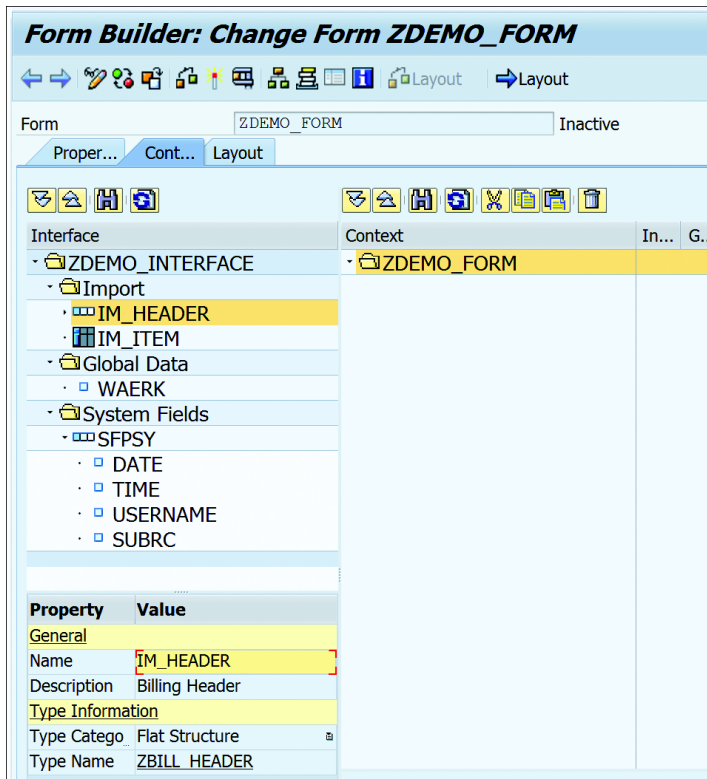 Form Builder: Change Form ZDEMO_FORM
Layout Layout
Form ZDEMO_FORM Inactive
Proper... Cont... Layout
Interface
ZDEMO_INTERFACE
Import
IM_HEADER
IM_ITEM
Global Data
WAERK
System Fields
SFPSY
DATE
TIME
USERNAME
SUBRC
Context In... G..
ZDEMO_FORM
Property Value
General
Name IM_HEADER
Description Billing Header
Type Information
Type Catego... Flat Structure
Type Name ZBILL_HEADER